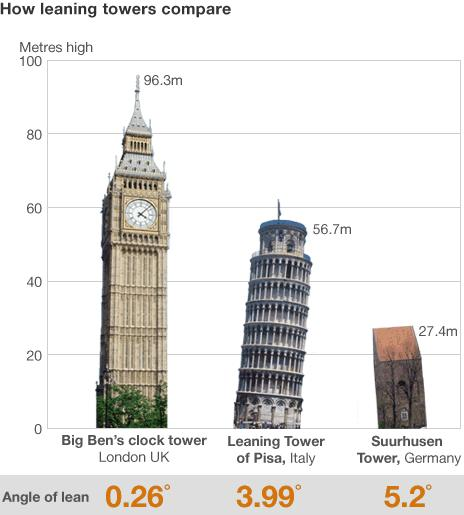 How leaning towers compare
Metres high
100
96.3m
80
60
56.7m
40
27.4m
20
0
Big Ben's clock tower
London UK
Leaning Tower
of Pisa, Italy
Suurhusen
Tower, Germany
Angle of lean 0.26° 3.99° 5.2°